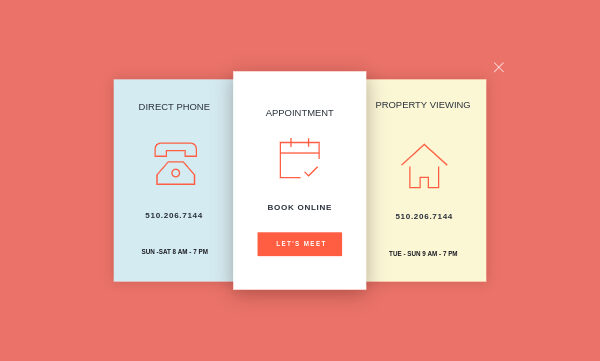 DIRECT PHONE
510.206.7144
SUN -SAT 8 AM - 7 PM
APPOINTMENT
BOOK ONLINE
LET'S MEET
PROPERTY VIEWING
510.206.7144
TUE - SUN 9 AM - 7 PM